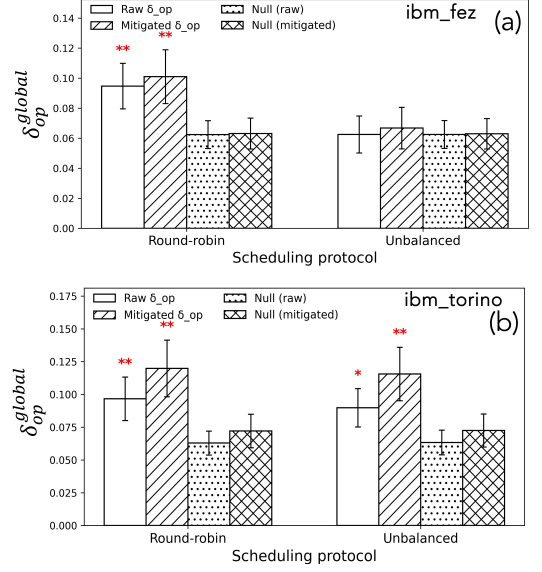 ibm_fez
(a)
Raw δ_op
Mitigated δ_op
Null (raw)
Null (mitigated)
0.14
0.12
0.10
0.08
0.06
0.04
0.02
0.00
δ_op^global
** **
Round-robin
Unbalanced
Scheduling protocol
ibm_torino
(b)
Raw δ_op
Mitigated δ_op
Null (raw)
Null (mitigated)
0.175
0.150
0.125
0.100
0.075
0.050
0.025
0.000
δ_op^global
** **
* **
Round-robin
Unbalanced
Scheduling protocol